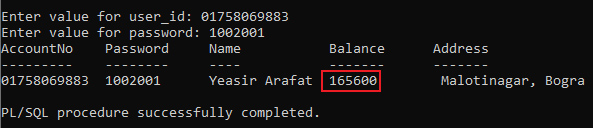 Enter value for user_id: 01758069883
Enter value for password: 1002001
AccountNo Password Name Balance Address
--------- -------- ---- ------- -------
01758069883 1002001 Yeasir Arafat 165600 Malotinagar, Bogra
PL/SQL procedure successfully completed.